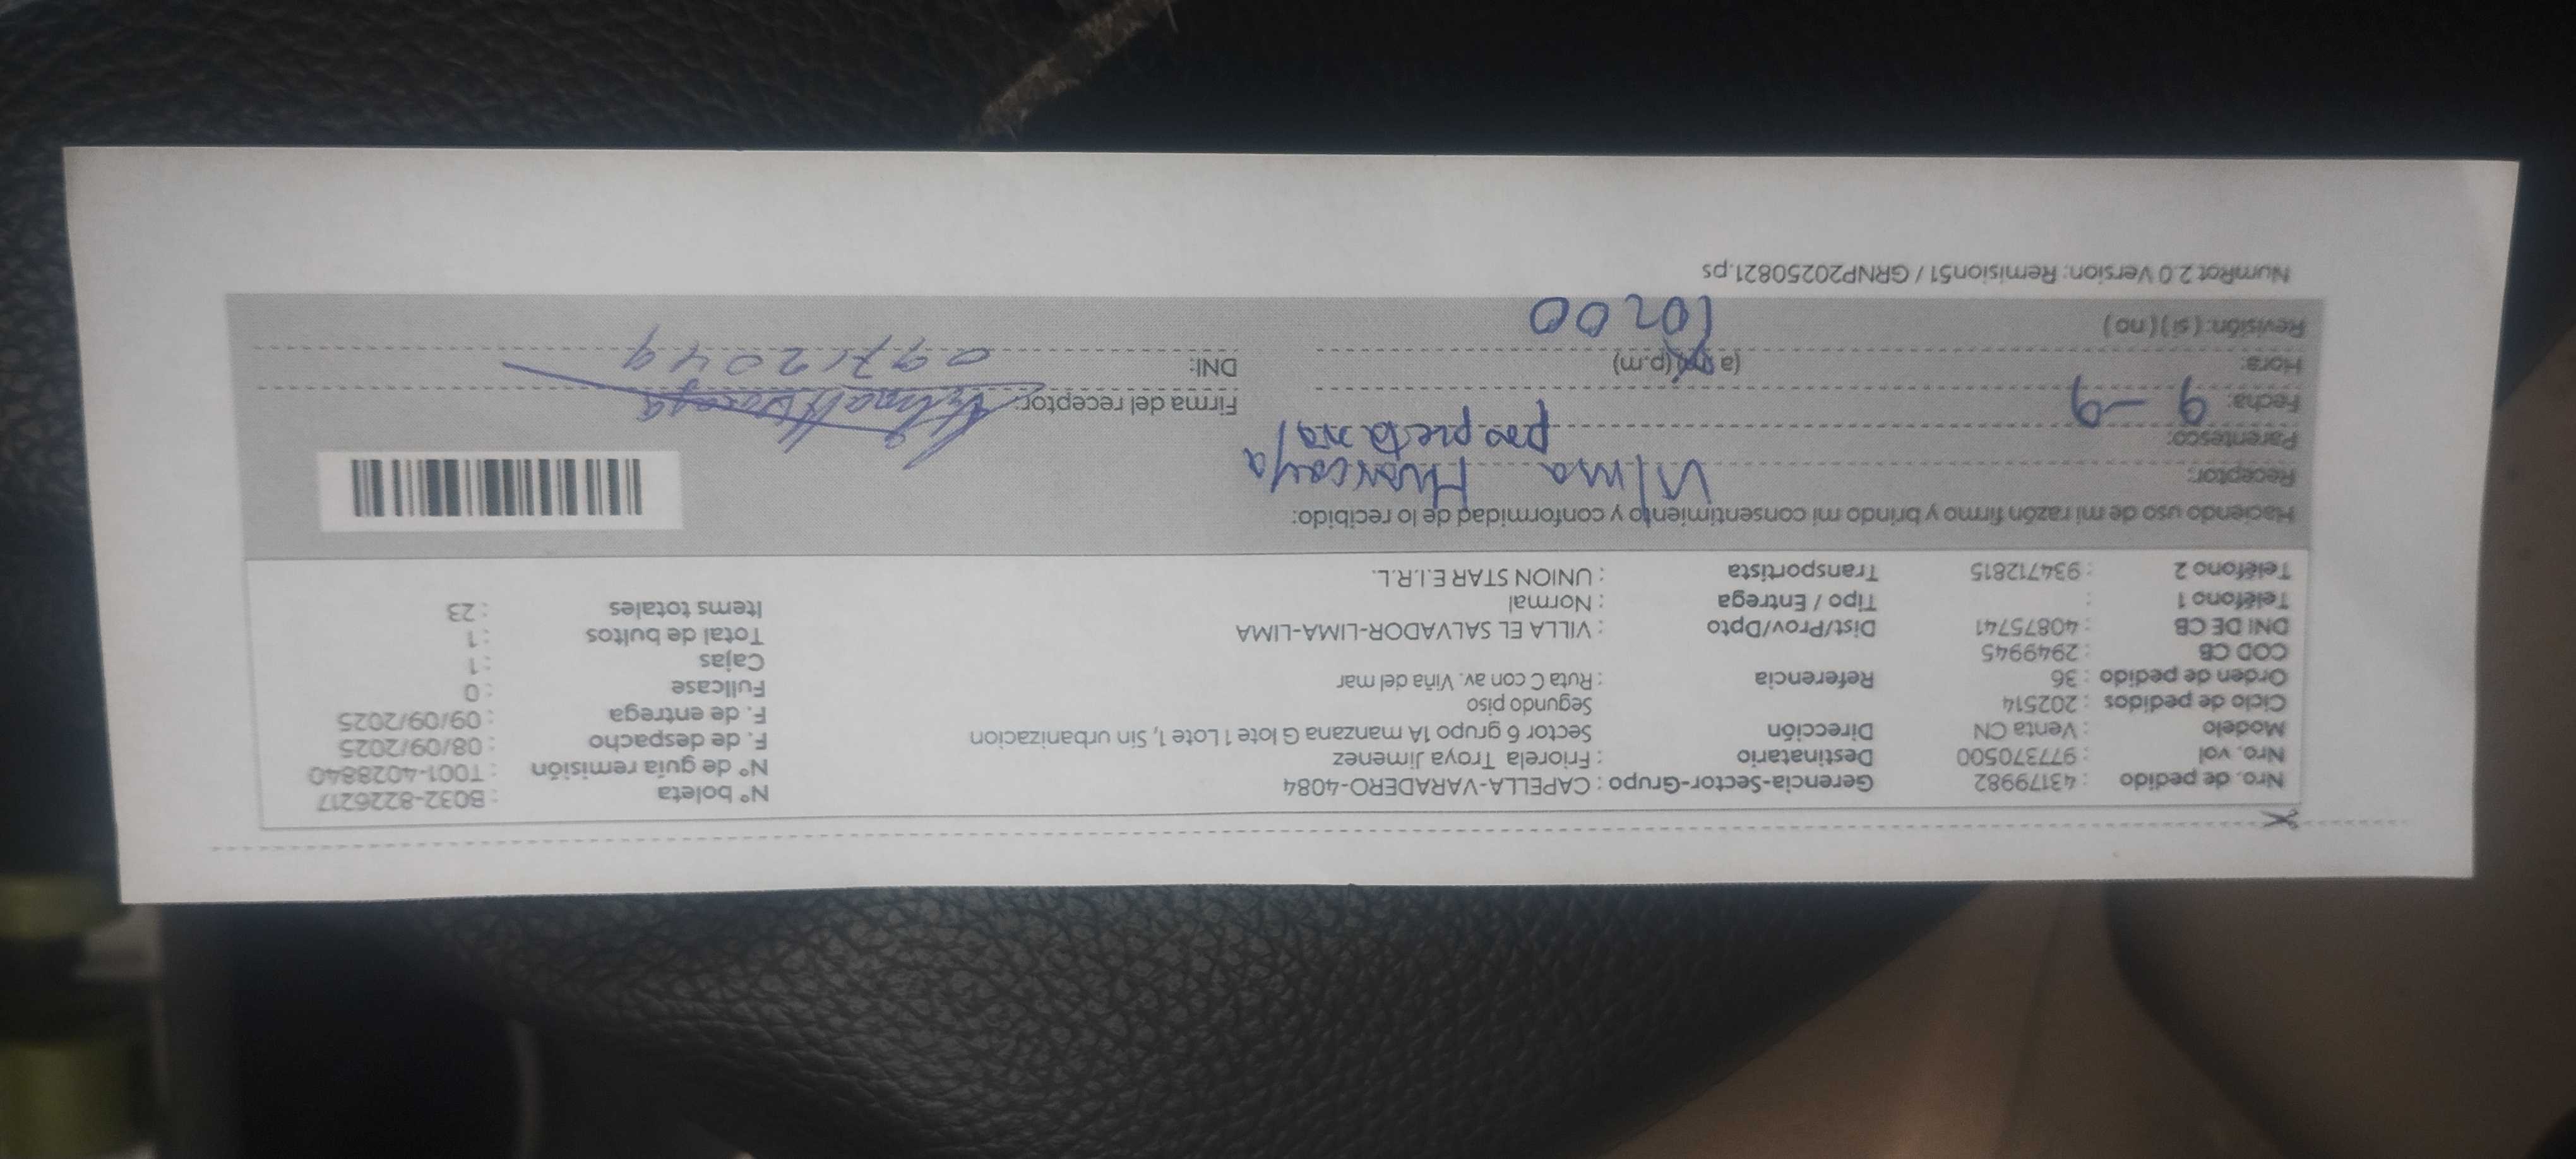 Nro. de pedido : 43179982 Gerencia-Sector-Grupo : CAPELLA-VARADERO-4084 N° boleta : B032-8226217
Nro. vol : 977370500 Destinatario : Friorela Troya Jimenez N° de guía remisión : T001-4028840
Modelo : Venta CN Dirección Sector 6 grupo 1A manzana G lote 1 Lote 1, Sin urbanizacion F. de despacho : 08/09/2025
Ciclo de pedidos : 202514 Segundo piso F. de entrega : 09/09/2025
Orden de pedido : 36 Referencia : Ruta C con av. Viña del mar Fullcase : 0
COD CB : 2949945 Cajas : 1
DNI DE CB : 40875741 Dist/Prov/Dpto : VILLA EL SALVADOR-LIMA-LIMA Total de bultos : 1
Teléfono 1 : Tipo / Entrega : Normal Items totales : 23
Teléfono 2 : 934712815 Transportista : UNION STAR E.I.R.L.
Haciendo uso de mi razón firmo y brindo mi consentimiento y conformidad de lo recibido:
Receptor: Vilma Huarcaya
Parentesco: propietaria
Fecha: 9-9 Firma del receptor:
Hora: (a.m)(p.m) DNI: 09712049
Revisión: (si) (no) 10:00
NumRot 2.0 Version: Remision51 / GRNP20250821.ps